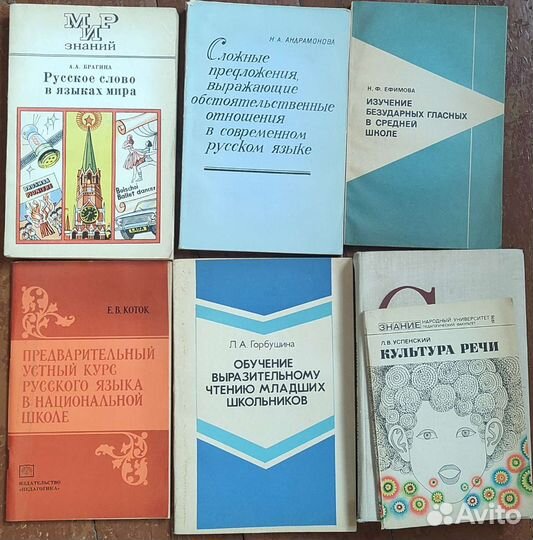 МИР
ЗНАНИЙ
А.А. БРАГИНА
Русское слово
в языках мира
Bolschoi
Ballet dancer
Н.А. АНДРАМОНОВА
Сложные
предложения,
выражающие
обстоятельственные
отношения
в современном
русском языке
Н. Ф. ЕФИМОВА
ИЗУЧЕНИЕ
БЕЗУДАРНЫХ ГЛАСНЫХ
В СРЕДНЕЙ
ШКОЛЕ
Е. В. КОТОК
ПРЕДВАРИТЕЛЬНЫЙ
УСТНЫЙ КУРС
РУССКОГО ЯЗЫКА
В НАЦИОНАЛЬНОЙ
ШКОЛЕ
ИЗДАТЕЛЬСТВО
«ПЕДАГОГИКА»
Л. А. Горбушина
ОБУЧЕНИЕ
ВЫРАЗИТЕЛЬНОМУ
ЧТЕНИЮ МЛАДШИХ
ШКОЛЬНИКОВ
С
ЗНАНИЕ НАРОДНЫЙ УНИВЕРСИТЕТ
ПЕДАГОГИЧЕСКИЙ ФАКУЛЬТЕТ
Л.В. УСПЕНСКИЙ
КУЛЬТУРА РЕЧИ
Avito